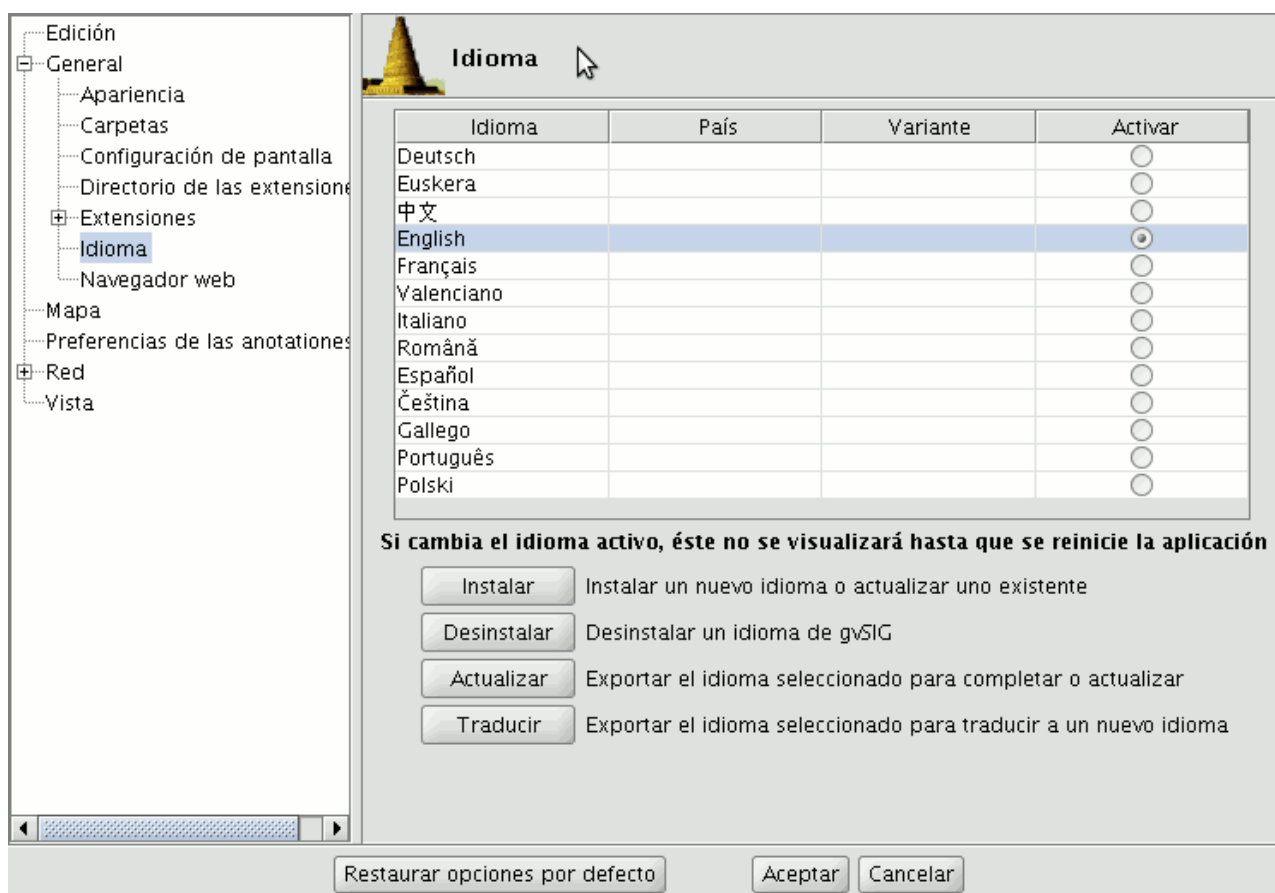 Edición
General
Apariencia
Carpetas
Configuración de pantalla
Directorio de las extensione
Extensiones
Idioma
Navegador web
Mapa
Preferencias de las anotationes
Red
Vista
Idioma
Idioma País Variante Activar
Deutsch
Euskera
中文
English
Français
Valenciano
Italiano
Română
Español
Čeština
Gallego
Português
Polski
Si cambia el idioma activo, éste no se visualizará hasta que se reinicie la aplicación
Instalar Instalar un nuevo idioma o actualizar uno existente
Desinstalar Desinstalar un idioma de gvSIG
Actualizar Exportar el idioma seleccionado para completar o actualizar
Traducir Exportar el idioma seleccionado para traducir a un nuevo idioma
Restaurar opciones por defecto Aceptar Cancelar